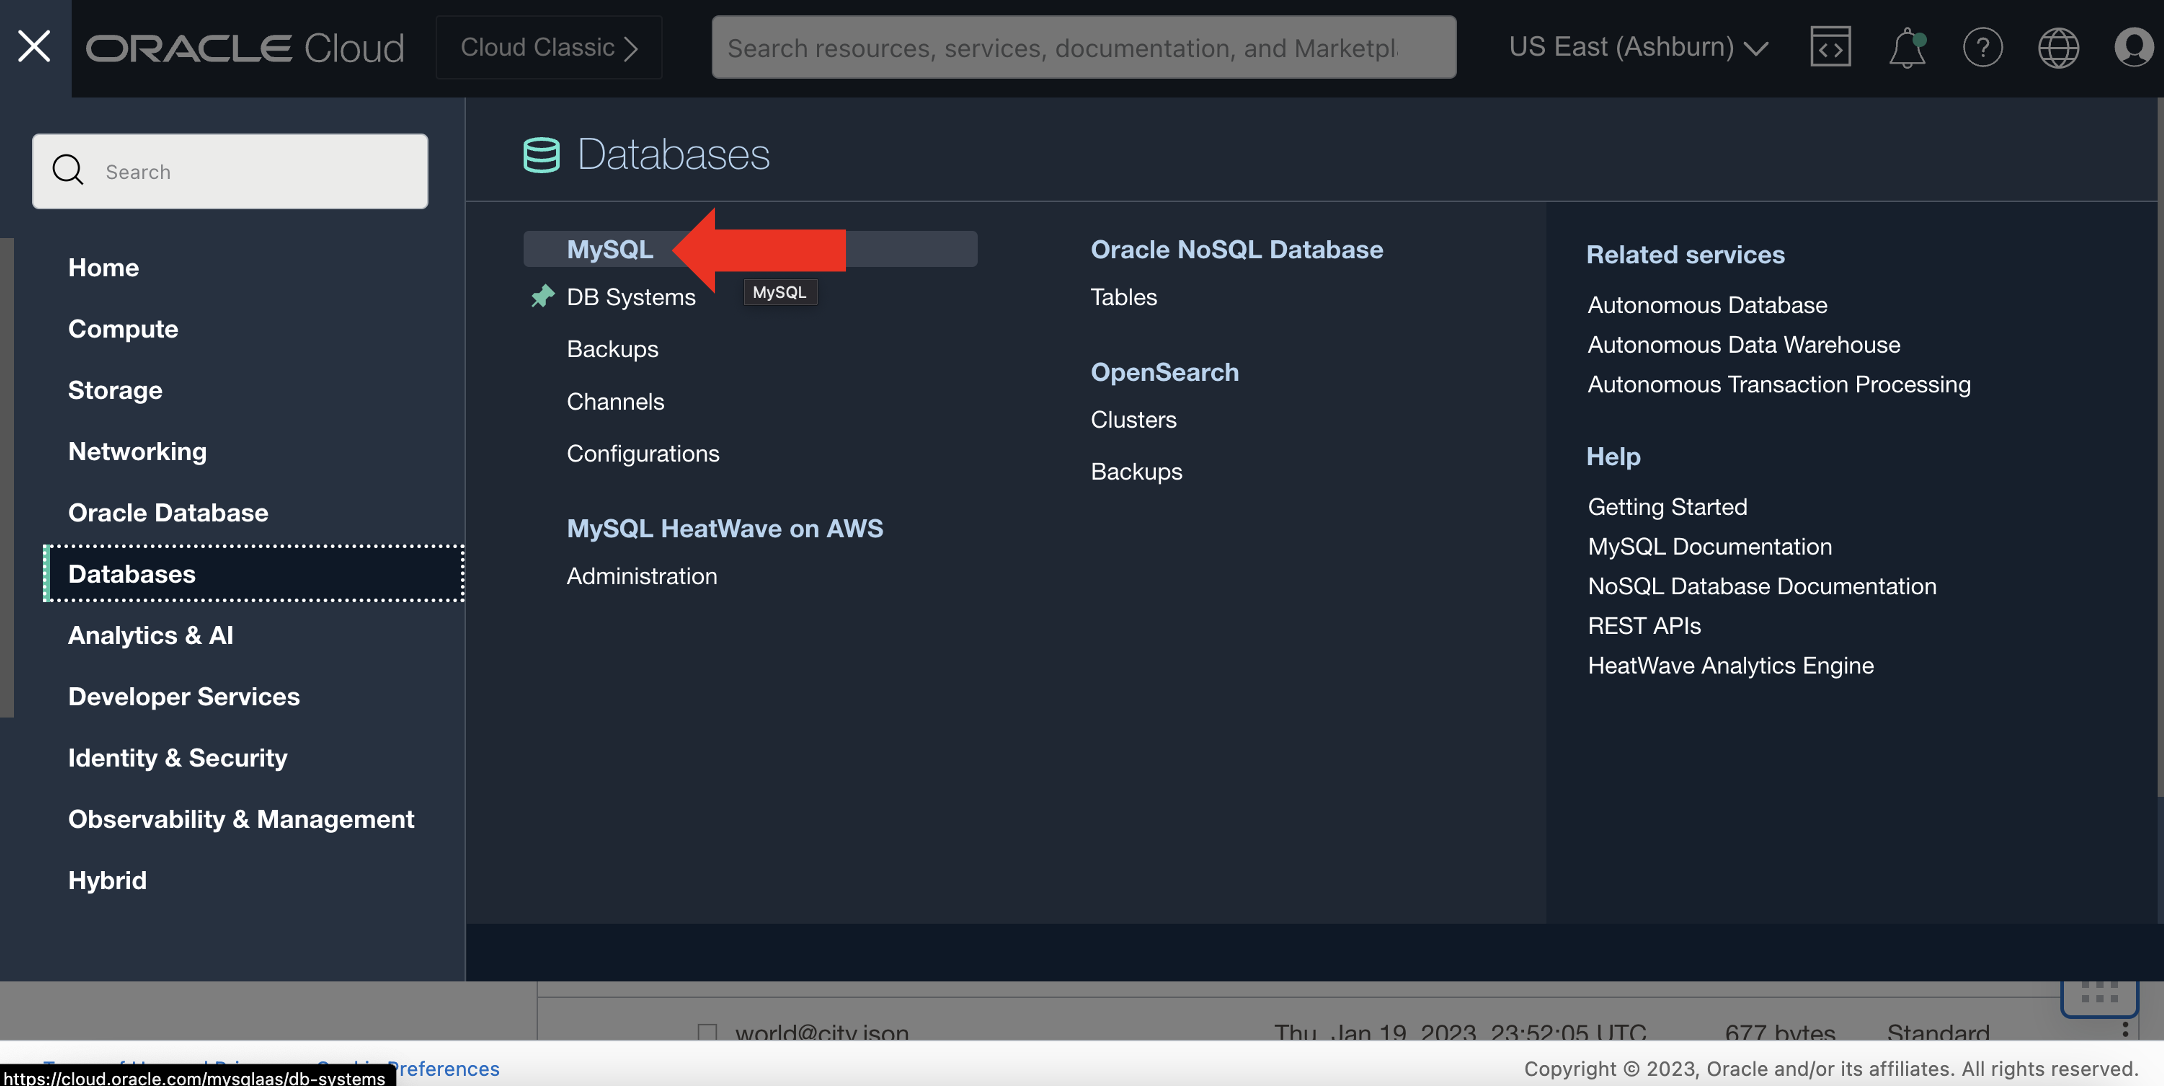 ORACLE Cloud
Cloud Classic
Search resources, services, documentation, and Marketpl
US East (Ashburn)
Search
Home
Compute
Storage
Networking
Oracle Database
Databases
Analytics & AI
Developer Services
Identity & Security
Observability & Management
Hybrid
Databases
MySQL
MySQL
DB Systems
Backups
Channels
Configurations
MySQL HeatWave on AWS
Administration
Oracle NoSQL Database
Tables
OpenSearch
Clusters
Backups
Related services
Autonomous Database
Autonomous Data Warehouse
Autonomous Transaction Processing
Help
Getting Started
MySQL Documentation
NoSQL Database Documentation
REST APIs
HeatWave Analytics Engine
world@city.json Thu, Jan 19, 2023, 23:52:05 UTC 677 bytes Standard
Preferences
Copyright © 2023, Oracle and/or its affiliates. All rights reserved.
https://cloud.oracle.com/mysqlaas/db-systems